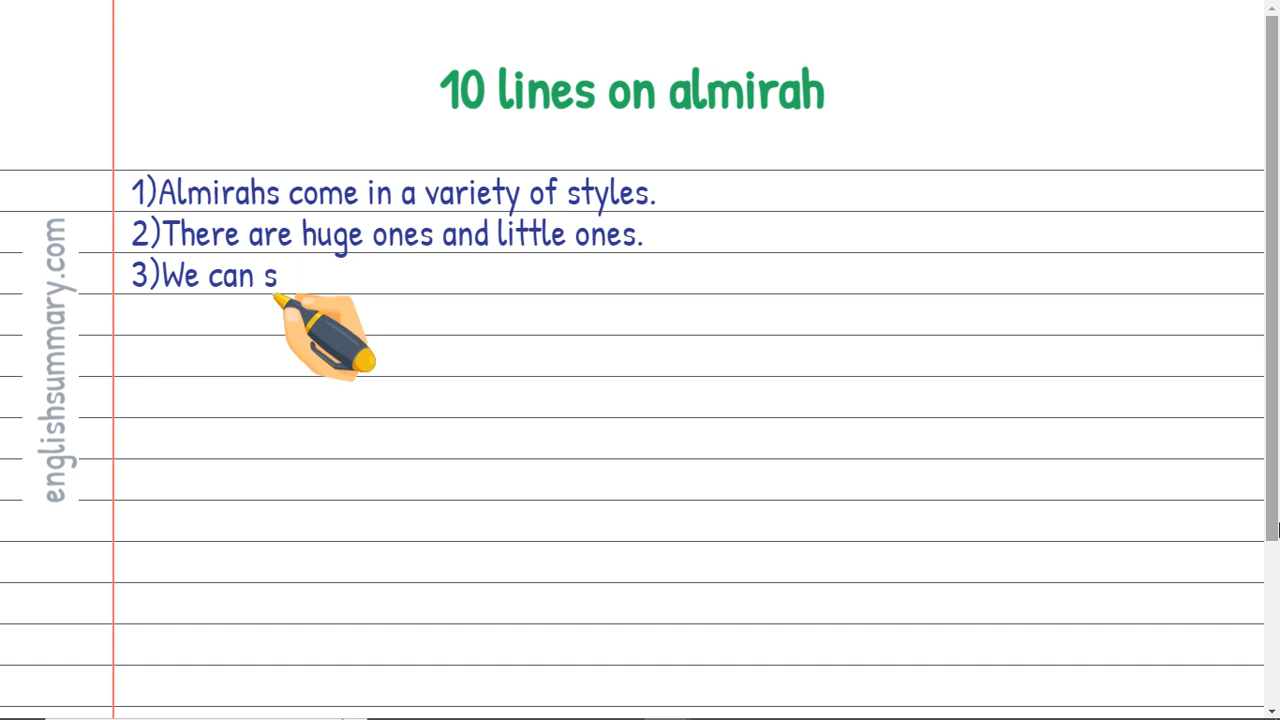 10 lines on almirah
1)Almirahs come in a variety of styles.
2)There are huge ones and little ones.
3)We can s
englishsummary.com